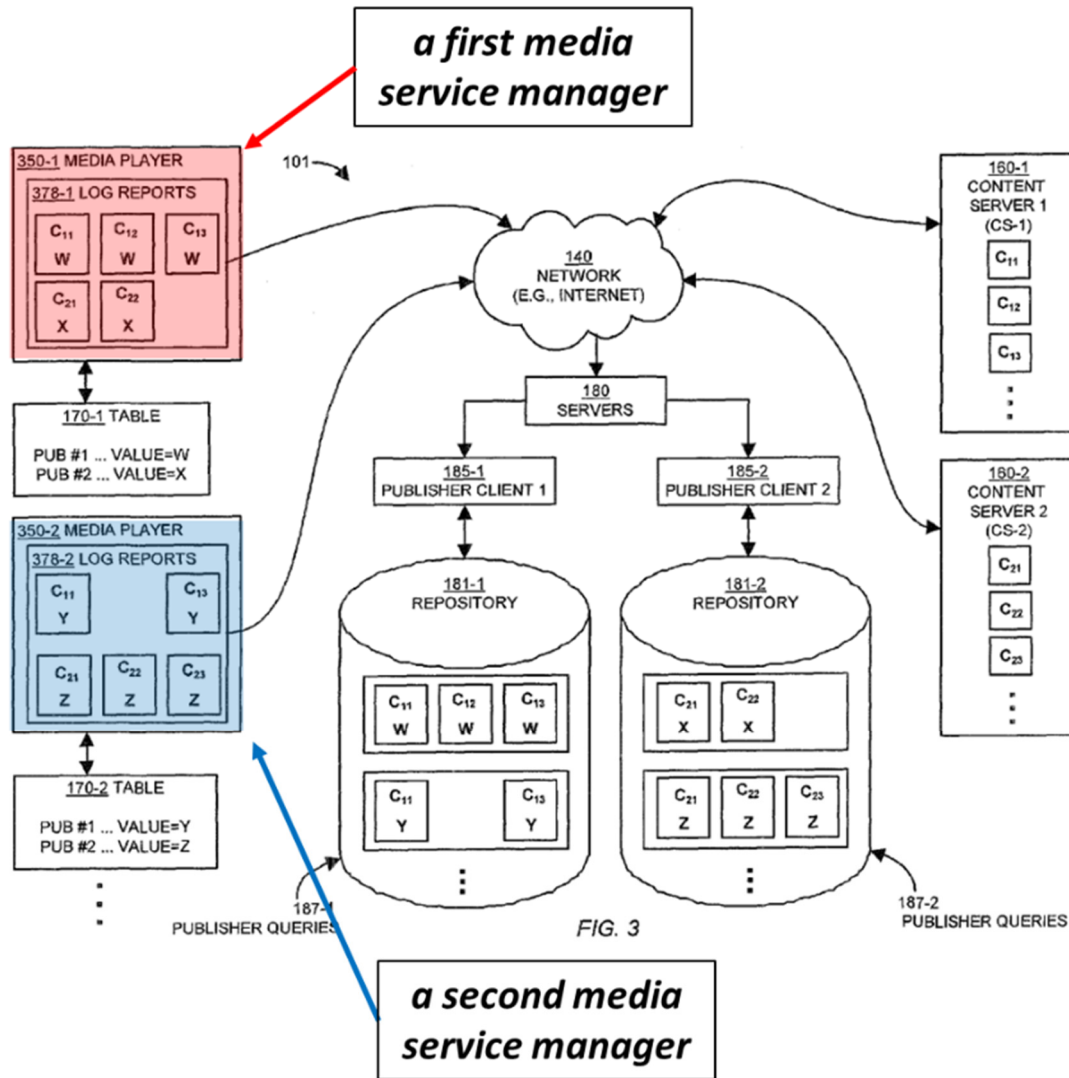 a first media
service manager
350-1 MEDIA PLAYER
378-1 LOG REPORTS
C11 C12 C13
W W W
C21 C22
X X
170-1 TABLE
PUB #1 ... VALUE=W
PUB #2 ... VALUE=X
350-2 MEDIA PLAYER
378-2 LOG REPORTS
C11 C13
Y Y
C21 C22 C23
Z Z Z
170-2 TABLE
PUB #1 ... VALUE=Y
PUB #2 ... VALUE=Z
101
140
NETWORK
(E.G., INTERNET)
180
SERVERS
185-1
PUBLISHER CLIENT 1
185-2
PUBLISHER CLIENT 2
181-1
REPOSITORY
C11 C12 C13
W W W
C11 C13
Y Y
181-2
REPOSITORY
C21 C22
X X
C21 C22 C23
Z Z Z
160-1
CONTENT
SERVER 1
(CS-1)
C11
C12
C13
160-2
CONTENT
SERVER 2
(CS-2)
C21
C22
C23
187-1
PUBLISHER QUERIES
FIG. 3
187-2
PUBLISHER QUERIES
a second media
service manager